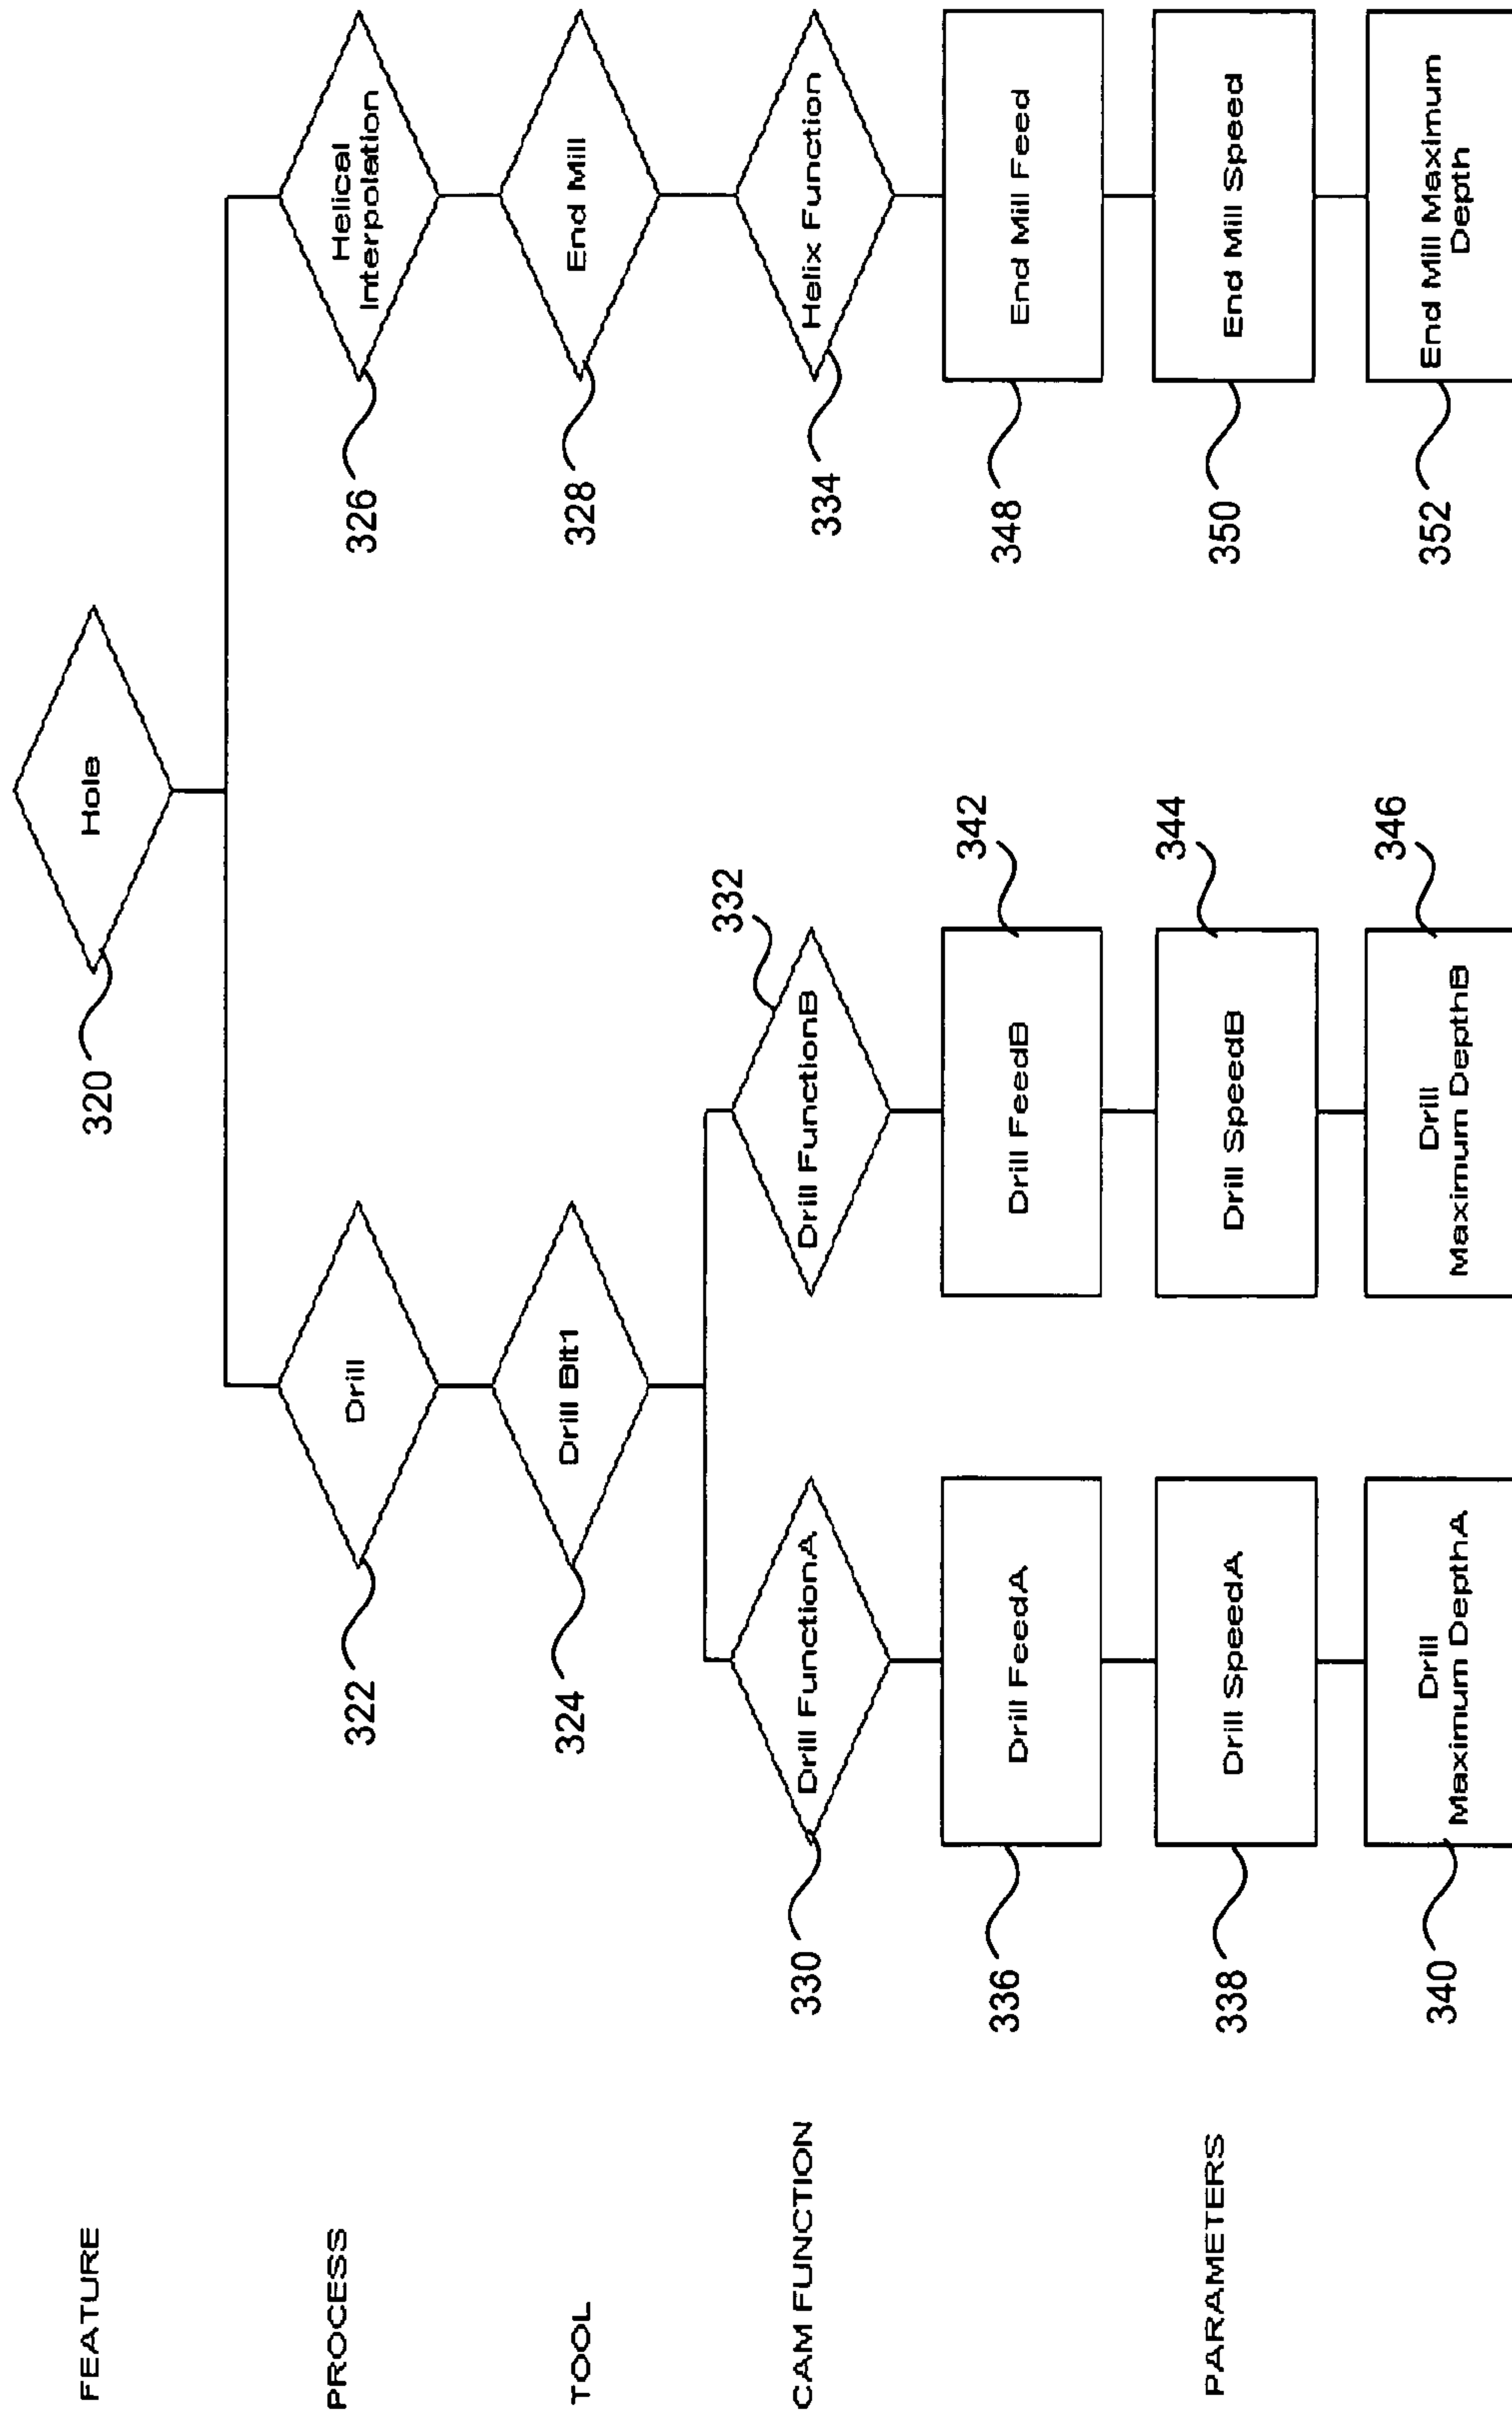 FEATURE
Hole
320
PROCESS
Drill
322
Helical
Interpolation
326
TOOL
Drill Bit1
324
End Mill
328
CAM FUNCTION
Drill FunctionA
330
Drill FunctionB
332
Helix Function
334
PARAMETERS
Drill FeedA
336
Drill FeedB
342
End Mill Feed
348
Drill SpeedA
338
Drill SpeedB
344
End Mill Speed
350
Drill
Maximum DepthA
340
Drill
Maximum DepthB
346
End Mill Maximum
Depth
352